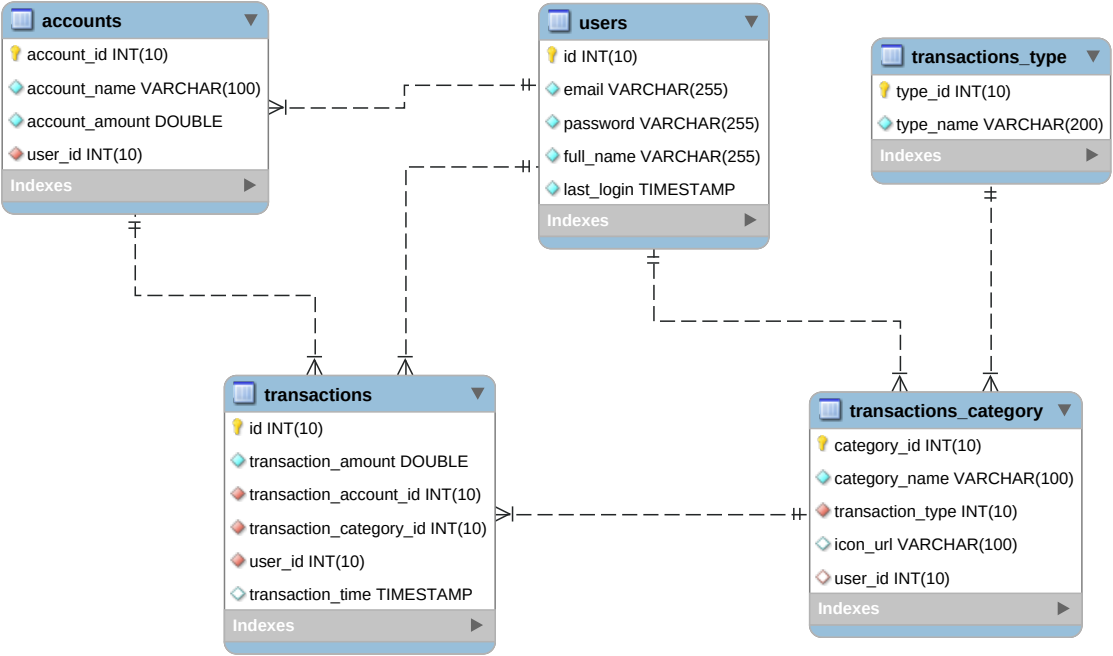 accounts
account_id INT(10)
account_name VARCHAR(100)
account_amount DOUBLE
user_id INT(10)
Indexes
users
id INT(10)
email VARCHAR(255)
password VARCHAR(255)
full_name VARCHAR(255)
last_login TIMESTAMP
Indexes
transactions_type
type_id INT(10)
type_name VARCHAR(200)
Indexes
transactions
id INT(10)
transaction_amount DOUBLE
transaction_account_id INT(10)
transaction_category_id INT(10)
user_id INT(10)
transaction_time TIMESTAMP
Indexes
transactions_category
category_id INT(10)
category_name VARCHAR(100)
transaction_type INT(10)
icon_url VARCHAR(100)
user_id INT(10)
Indexes